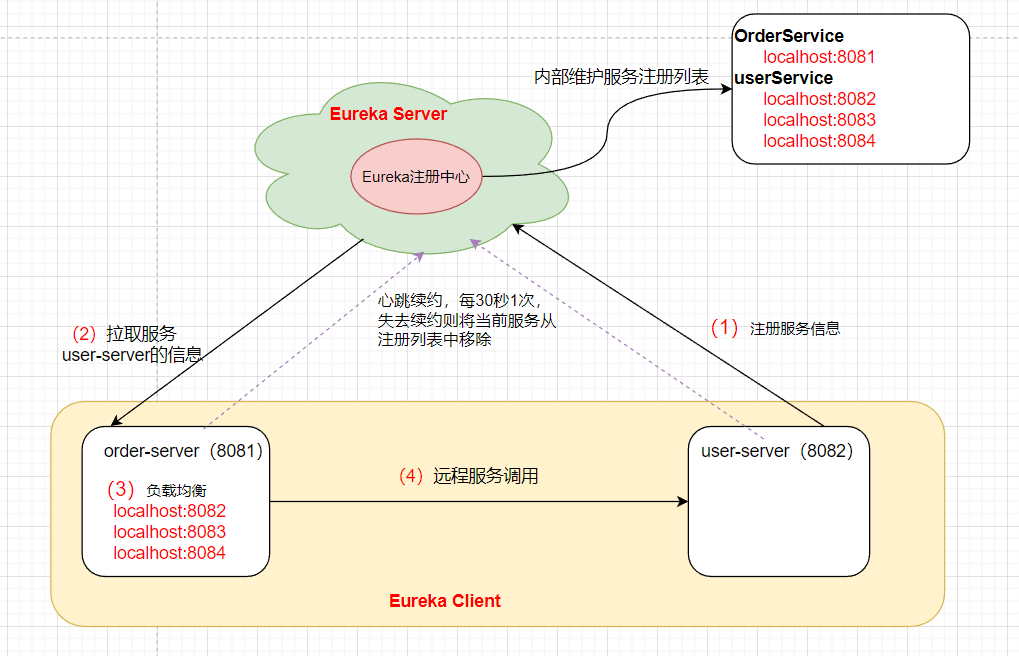 OrderService
localhost:8081
userService
localhost:8082
localhost:8083
localhost:8084
内部维护服务注册列表
Eureka Server
Eureka注册中心
心跳续约，每30秒1次，
失去续约则将当前服务从
注册列表中移除
（1） 注册服务信息
（2）拉取服务
user-server的信息
order-server（8081）
（3） 负载均衡
localhost:8082
localhost:8083
localhost:8084
（4）远程服务调用
user-server（8082）
Eureka Client